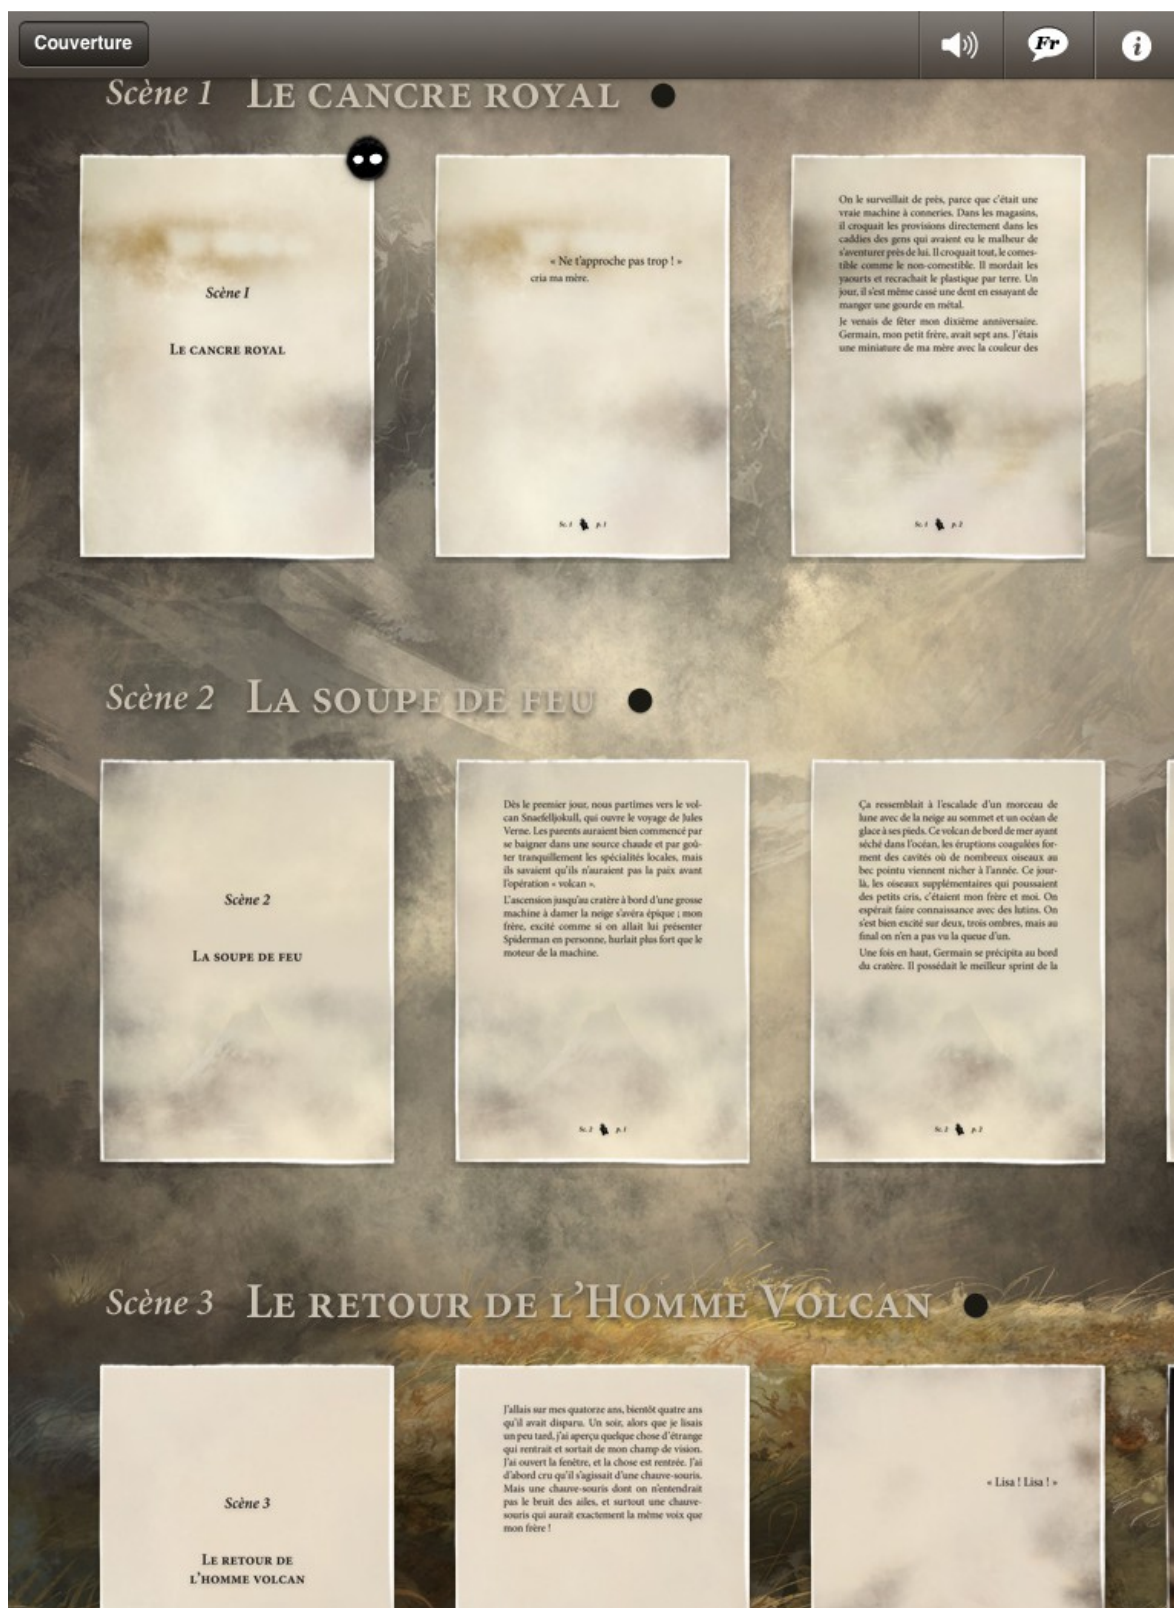 Couverture
Fr
i
Scène 1 LE CANCRE ROYAL
Scène I
LE CANCRE ROYAL
« Ne t'approche pas trop ! »
cria ma mère.
Sc. 1 p. 1
On le surveillait de près, parce que c'était une
vraie machine à conneries. Dans les magasins,
il croquait les provisions directement dans les
caddies des gens qui avaient eu le malheur de
s'aventurer près de lui. Il croquait tout, le comes-
tible comme le non-comestible. Il mordait les
yaourts et recrachait le plastique par terre. Un
jour, il s'est même cassé une dent en essayant de
manger une gourde en métal.
Je venais de fêter mon dixième anniversaire.
Germain, mon petit frère, avait sept ans. J'étais
une miniature de ma mère avec la couleur des
Sc. 1 p. 2
Scène 2 LA SOUPE DE FEU
Scène 2
LA SOUPE DE FEU
Dès le premier jour, nous partîmes vers le vol-
can Snaefelljokull, qui ouvre le voyage de Jules
Verne. Les parents auraient bien commencé par
se baigner dans une source chaude et par goû-
ter tranquillement les spécialités locales, mais
ils savaient qu'ils n'auraient pas la paix avant
l'opération « volcan ».
L'ascension jusqu'au cratère à bord d'une grosse
machine à damer la neige s'avéra épique ; mon
frère, excité comme si on allait lui présenter
Spiderman en personne, hurlait plus fort que le
moteur de la machine.
Sc. 2 p. 1
Ça ressemblait à l'escalade d'un morceau de
lune avec de la neige au sommet et un océan de
glace à ses pieds. Ce volcan de bord de mer ayant
séché dans l'océan, les éruptions coagulées for-
ment des cavités où de nombreux oiseaux au
bec pointu viennent nicher à l'année. Ce jour-
là, les oiseaux supplémentaires qui poussaient
des petits cris, c'étaient mon frère et moi. On
espérait faire connaissance avec des lutins. On
s'est bien excité sur deux, trois ombres, mais au
final on n'en a pas vu la queue d'un.
Une fois en haut, Germain se précipita au bord
du cratère. Il possédait le meilleur sprint de la
Sc. 2 p. 2
Scène 3 LE RETOUR DE L'HOMME VOLCAN
Scène 3
LE RETOUR DE
L'HOMME VOLCAN
J'allais sur mes quatorze ans, bientôt quatre ans
qu'il avait disparu. Un soir, alors que je lisais
un peu tard, j'ai aperçu quelque chose d'étrange
qui rentrait et sortait de mon champ de vision.
J'ai ouvert la fenêtre, et la chose est rentrée. J'ai
d'abord cru qu'il s'agissait d'une chauve-souris.
Mais une chauve-souris dont on n'entendrait
pas le bruit des ailes, et surtout une chauve-
souris qui aurait exactement la même voix que
mon frère !
« Lisa ! Lisa ! »